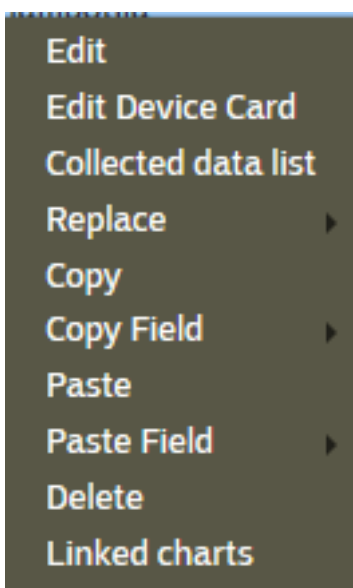 Edit
Edit Device Card
Collected data list
Replace
Copy
Copy Field
Paste
Paste Field
Delete
Linked charts